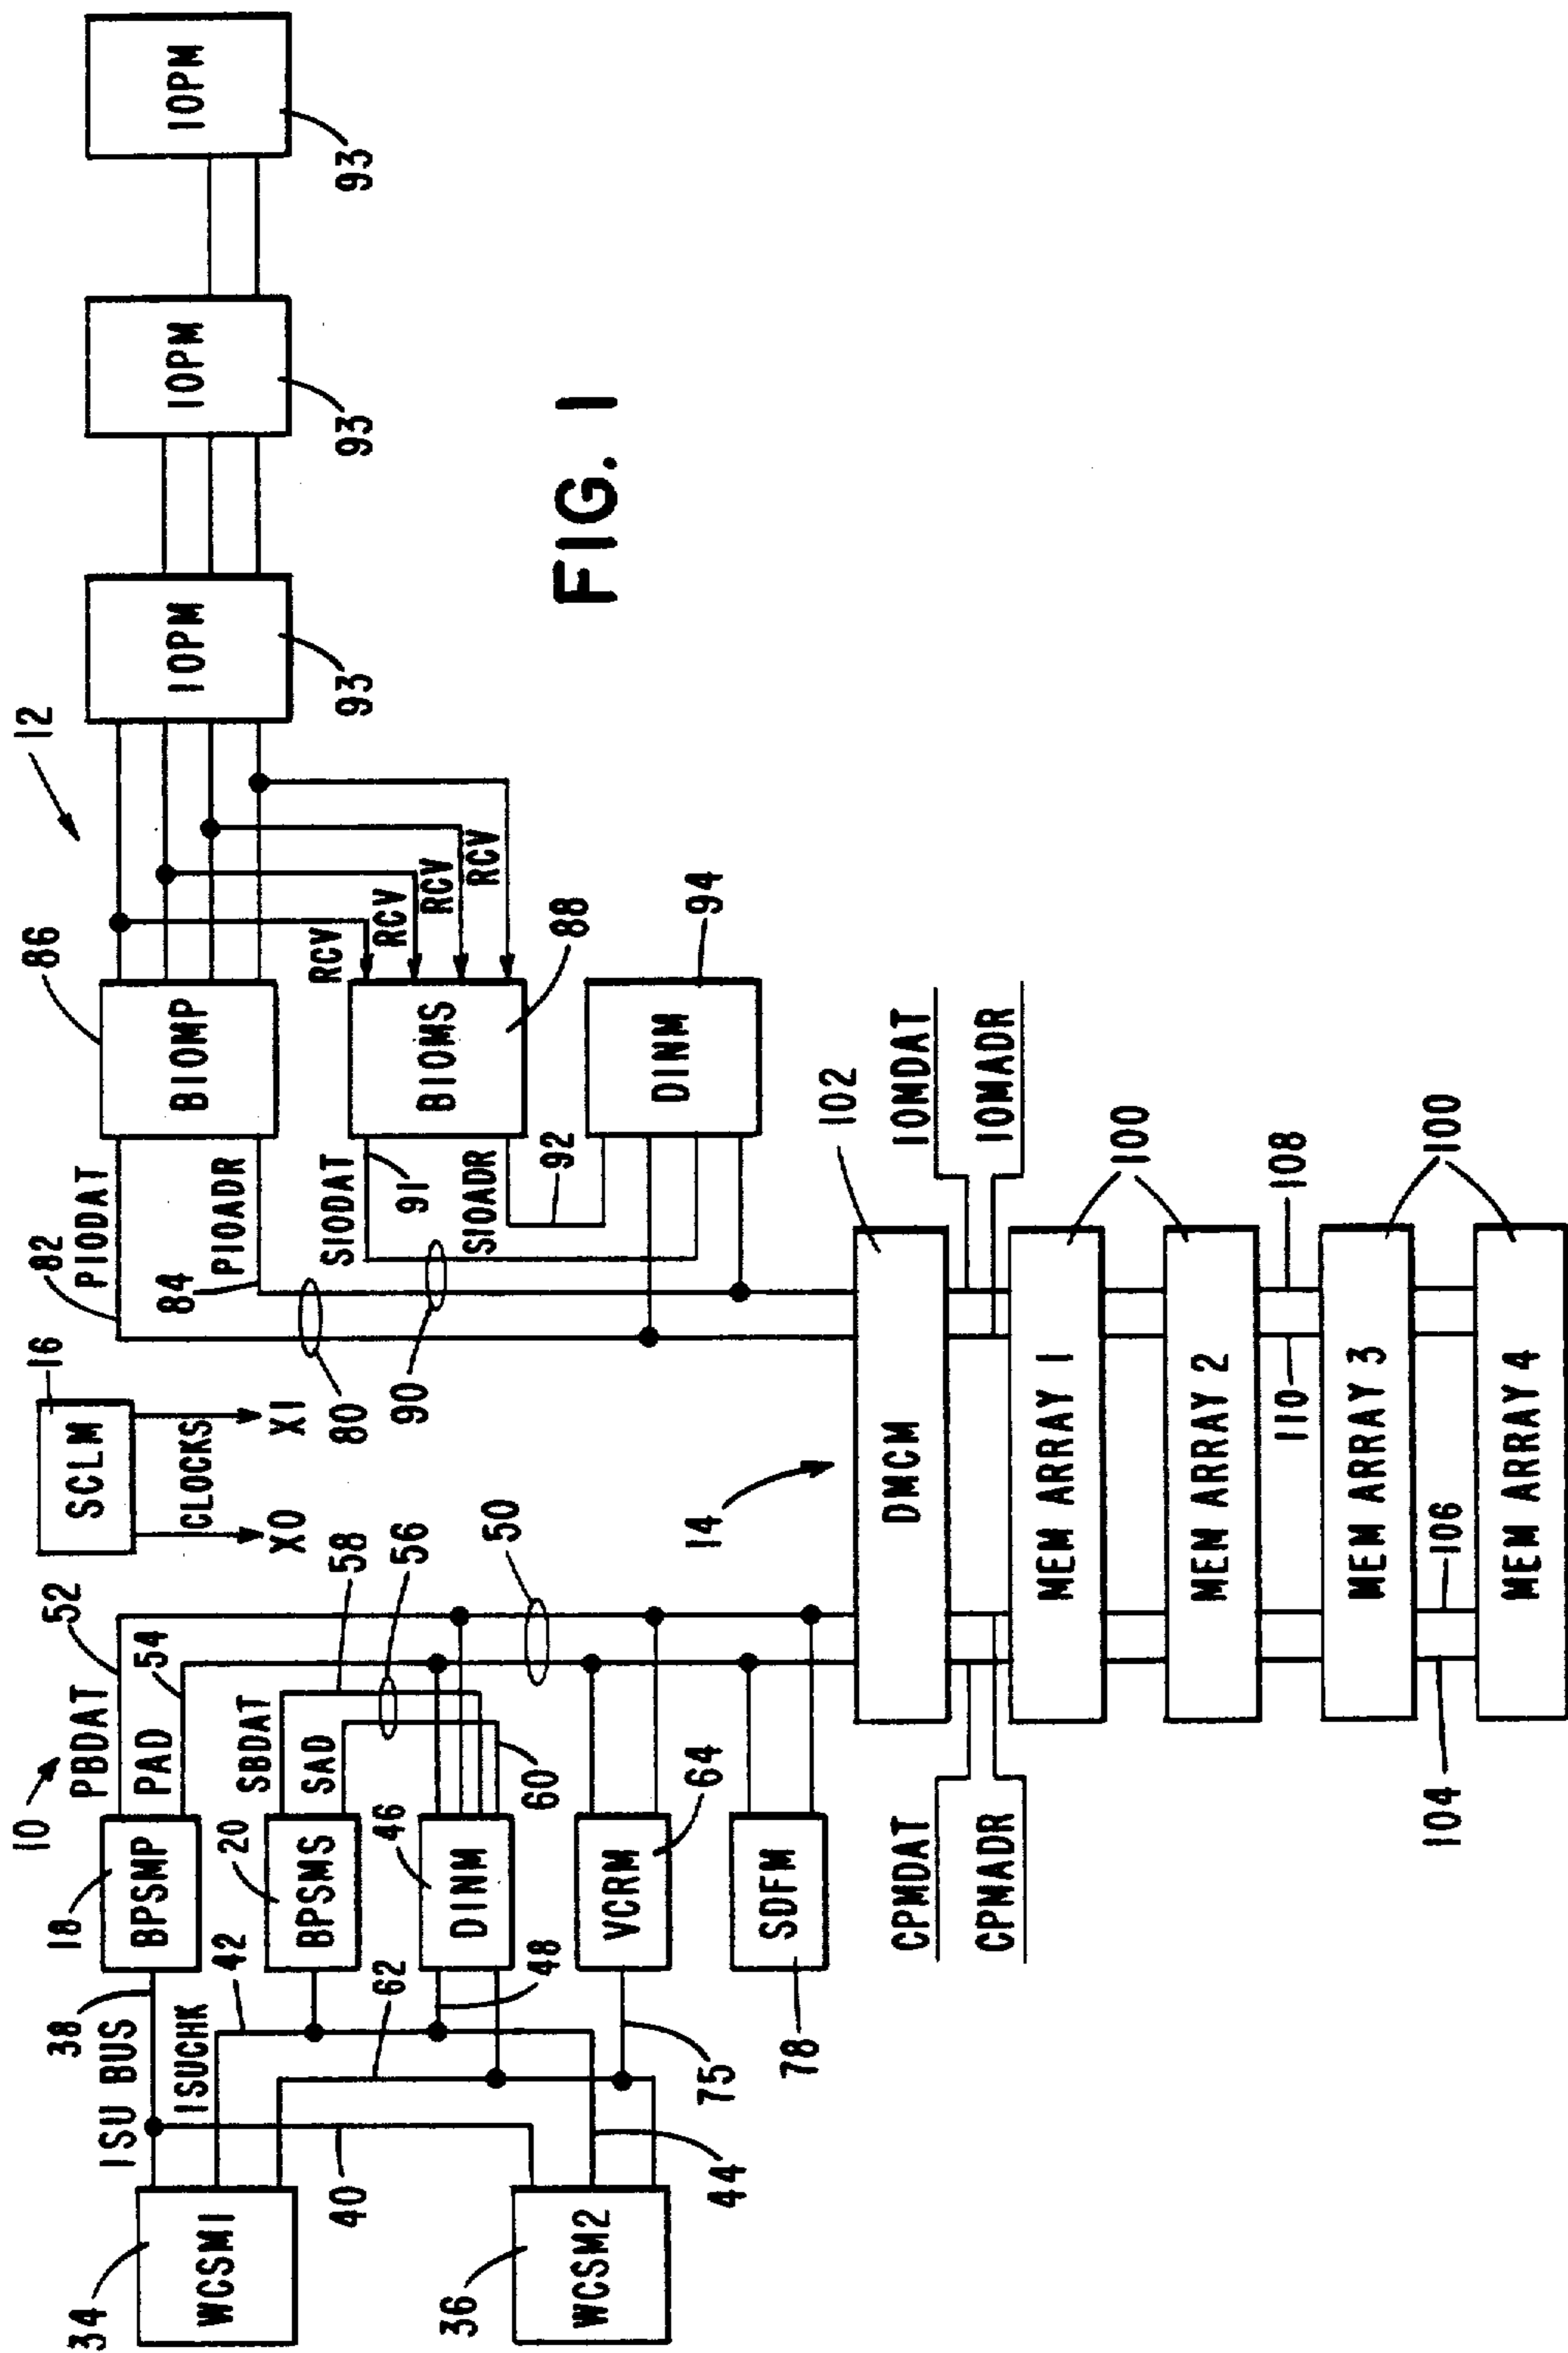 10
12
16
SCLM
CLOCKS
X0
X1
34
WCSM1
36
WCSM2
38
ISU BUS
ISUCHK
40
42
44
18
BPSMP
20
BPSMS
46
DINM
48
62
VCRM
64
75
SDFM
78
PBDAT
52
PAD
54
SBDAT
58
SAD
56
60
50
82
PIODAT
84
PIOADR
80
90
SIODAT
91
SIOADR
92
86
BIOMP
BIOMS
88
DINM
94
RCV
RCV
RCV
RCV
IOPM
93
IOPM
93
IOPM
93
14
DMCM
102
CPMDAT
CPMADR
IOMDAT
IOMADR
MEM ARRAY 1
100
MEM ARRAY 2
110
108
MEM ARRAY 3
100
104
106
MEM ARRAY 4
FIG. 1